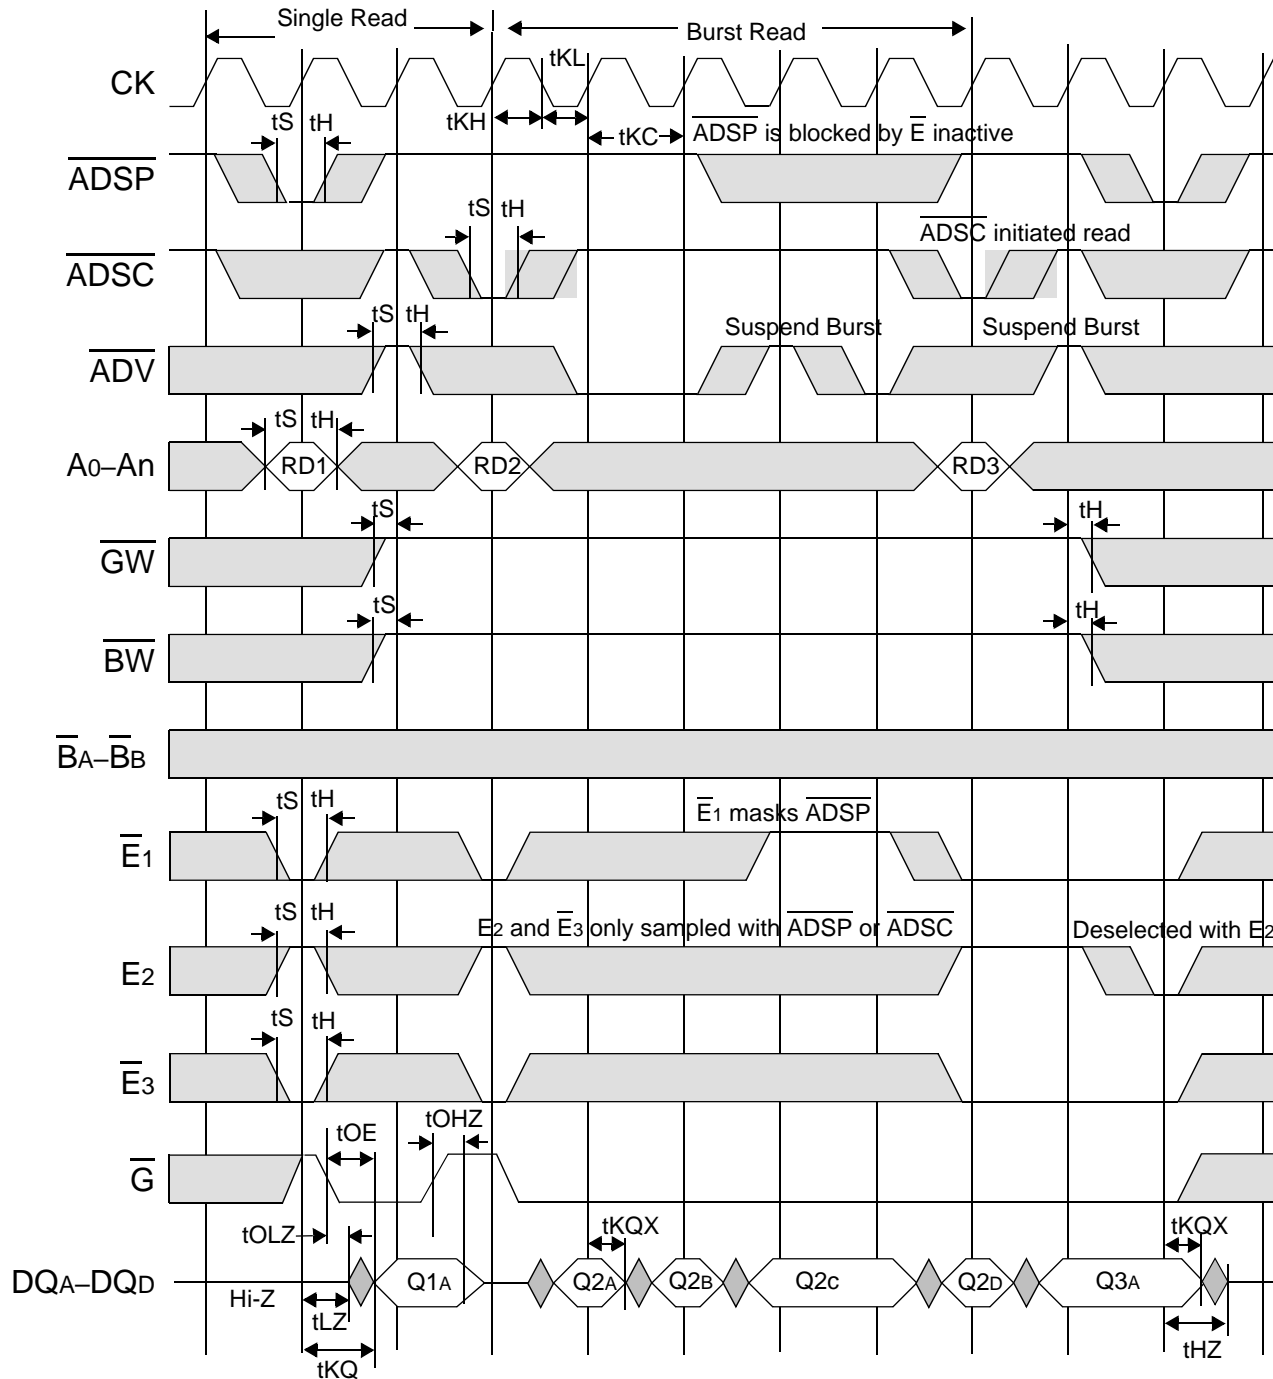 Single Read
Burst Read
CK
tKL
tKH
tKC
tS tH
ADSP is blocked by E inactive
ADSP
tS tH
ADSC initiated read
ADSC
tS tH
Suspend Burst
Suspend Burst
ADV
tS tH
A0–An
RD1
RD2
RD3
tS
tH
GW
tS
tH
BW
BA–BB
tS tH
E1 masks ADSP
E1
tS tH
E2 and E3 only sampled with ADSP or ADSC
Deselected with E2
E2
tS tH
E3
tOE
tOHZ
G
tOLZ
tKQX
tKQX
DQA–DQD
Q1A
Q2A
Q2B
Q2C
Q2D
Q3A
Hi-Z
tLZ
tHZ
tKQ